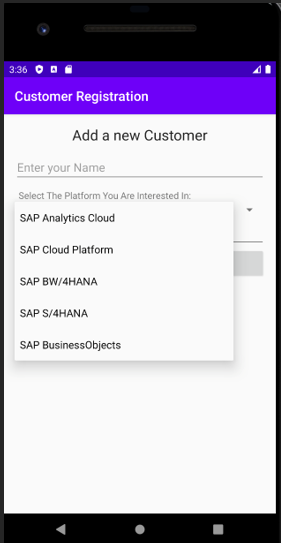 3:36
Customer Registration
Add a new Customer
Enter your Name
Select The Platform You Are Interested In:
SAP Analytics Cloud
SAP Cloud Platform
SAP BW/4HANA
SAP S/4HANA
SAP BusinessObjects